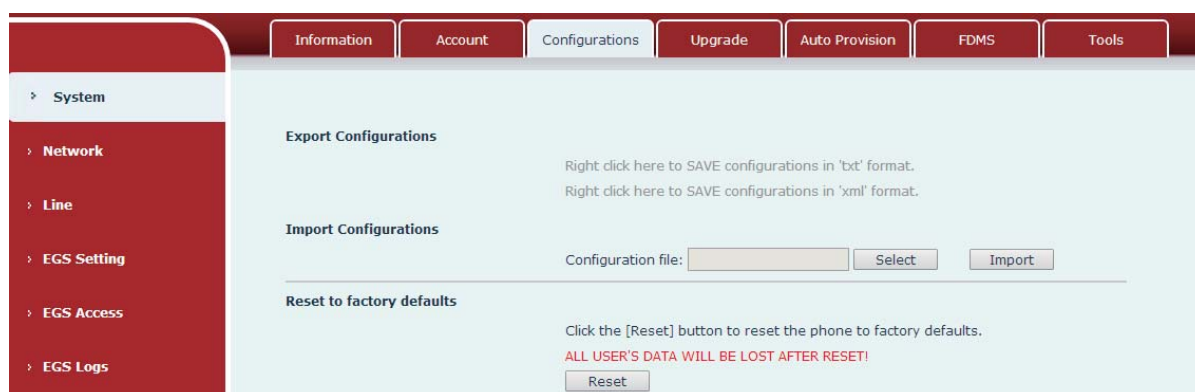 Information Account Configurations Upgrade Auto Provision FDMS Tools
System
Network
Line
EGS Setting
EGS Access
EGS Logs
Export Configurations
Right click here to SAVE configurations in 'txt' format.
Right click here to SAVE configurations in 'xml' format.
Import Configurations
Configuration file: Select Import
Reset to factory defaults
Click the [Reset] button to reset the phone to factory defaults.
ALL USER'S DATA WILL BE LOST AFTER RESET!
Reset